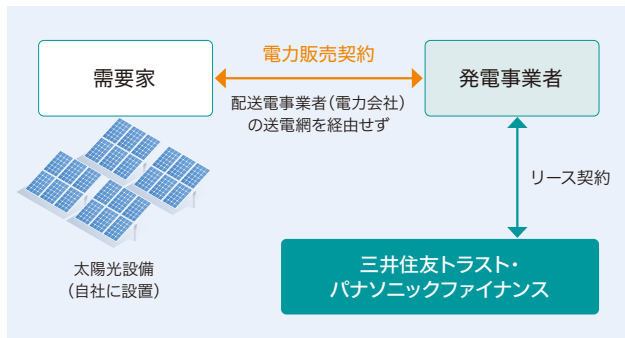 需要家
電力販売契約
発電事業者
配送電事業者(電力会社)
の送電網を経由せず
リース契約
太陽光設備
(自社に設置)
三井住友トラスト・
パナソニックファイナンス